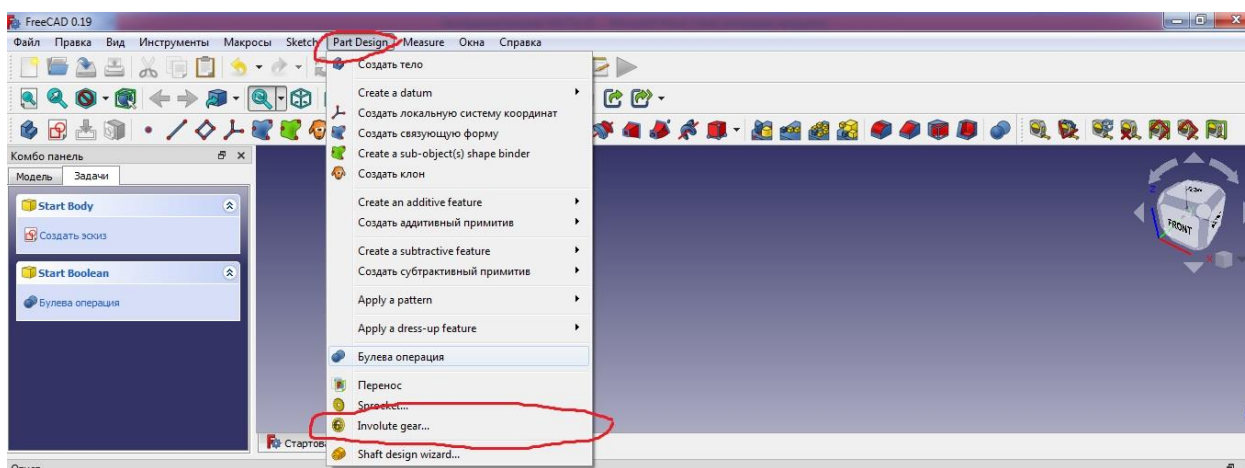 FreeCAD 0.19
Файл Правка Вид Инструменты Макросы Sketch Part Design Measure Окна Справка
Создать тело
Create a datum
Создать локальную систему координат
Создать связующую форму
Create a sub-object(s) shape binder
Создать клон
Create an additive feature
Создать аддитивный примитив
Create a subtractive feature
Создать субтрактивный примитив
Apply a pattern
Apply a dress-up feature
Булева операция
Перенос
Sprocket...
Involute gear...
Shaft design wizard...
Комбо панель
Модель Задачи
Start Body
Создать эскиз
Start Boolean
Булева операция
Z
FRONT
X
Стартов